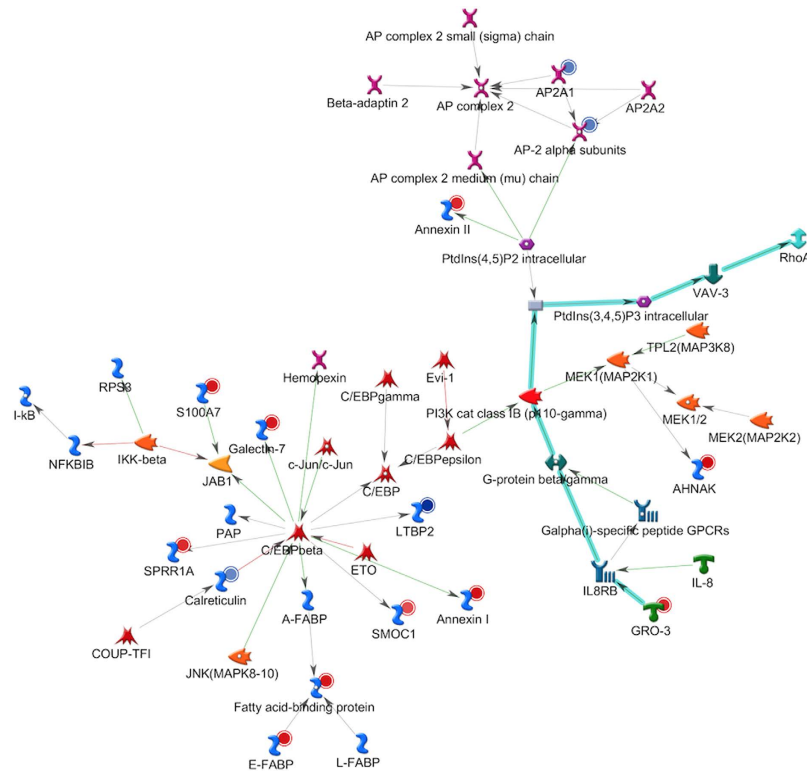 AP complex 2 small (sigma) chain
Beta-adaptin 2
AP complex 2
AP2A1
AP2A2
AP-2 alpha subunits
AP complex 2 medium (mu) chain
Annexin II
PtdIns(4,5)P2 intracellular
RhoA
VAV-3
PtdIns(3,4,5)P3 intracellular
TPL2(MAP3K8)
MEK1(MAP2K1)
Hemopexin
C/EBPgamma
Evi-1
RPS3
I-kB
S100A7
PI3K cat class IB (p110-gamma)
MEK1/2
MEK2(MAP2K2)
NFKBIB
IKK-beta
Galectin-7
c-Jun/c-Jun
C/EBPepsilon
JAB1
C/EBP
G-protein beta/gamma
AHNAK
PAP
LTBP2
Galpha(i)-specific peptide GPCRs
C/EBPbeta
SPRR1A
ETO
Calreticulin
IL8RB
IL-8
A-FABP
SMOC1
Annexin I
GRO-3
COUP-TFI
JNK(MAPK8-10)
Fatty acid-binding protein
E-FABP
L-FABP